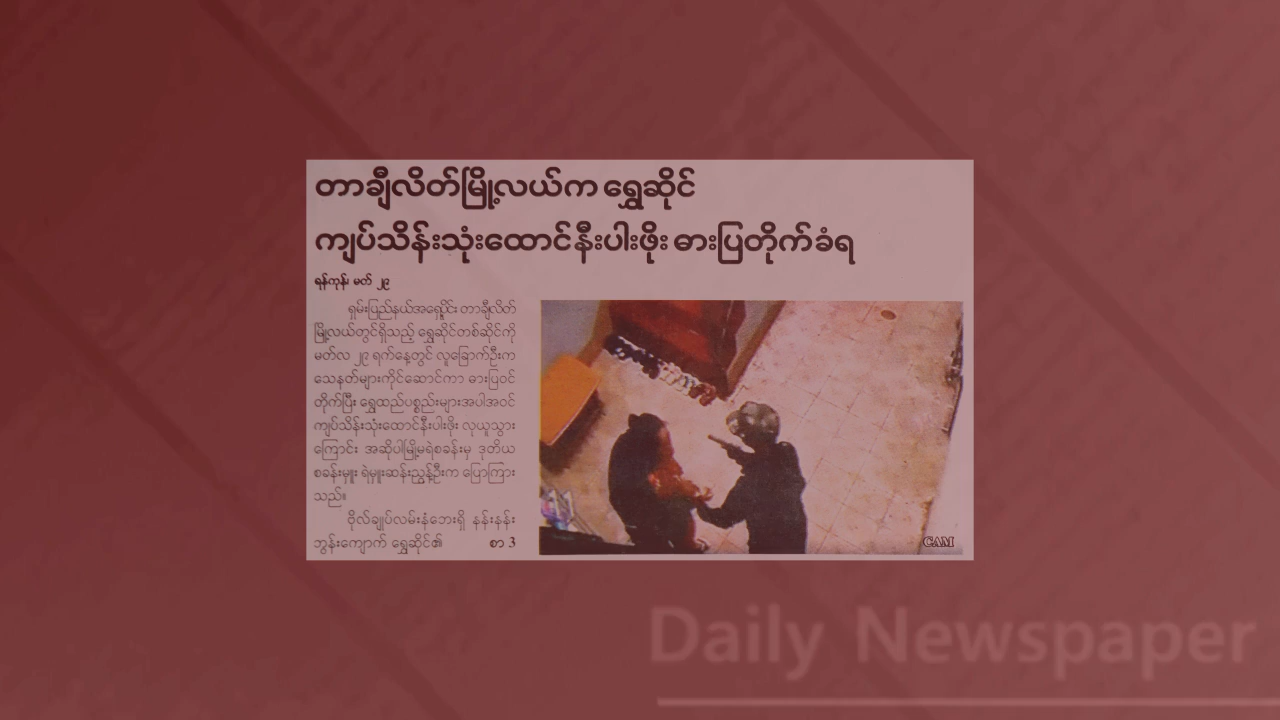 တာချီလိတ်မြို့လယ်က ရွှေဆိုင်
ကျပ်သိန်းသုံးထောင်နီးပါးဖိုး ဓားပြတိုက်ခံရ
ရန်ကုန်၊ မတ် ၂၉
ရှမ်းပြည်နယ်အရှေ့ပိုင်း တာချီလိတ်
မြို့လယ်တွင်ရှိသည့် ရွှေဆိုင်တစ်ဆိုင်ကို
မတ်လ ၂၉ ရက်နေ့တွင် လူခြောက်ဦးက
သေနတ်များကိုင်ဆောင်ကာ ဓားပြဝင်
တိုက်ပြီး ရွှေထည်ပစ္စည်းများအပါအဝင်
ကျပ်သိန်းသုံးထောင်နီးပါးဖိုး လုယူသွား
ကြောင်း အဆိုပါမြို့မရဲစခန်းမှ ဒုတိယ
စခန်းမှူး ရဲမှူးဆန်းညွန့်ဦးက ပြောကြား
သည်။
ဗိုလ်ချုပ်လမ်းနံဘေးရှိ နန်းနန်း
ဘွန်းကျောက် ရွှေဆိုင်၏ စာ 3
CAM
Daily Newspaper